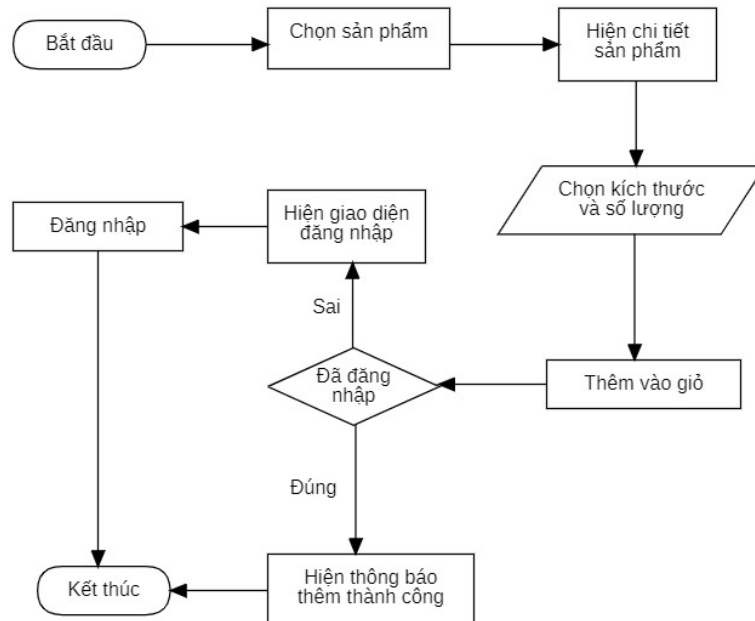 Bắt đầu
Chọn sản phẩm
Hiện chi tiết
sản phẩm
Chọn kích thước
và số lượng
Đăng nhập
Hiện giao diện
đăng nhập
Sai
Đã đăng
nhập
Thêm vào giỏ
Đúng
Kết thúc
Hiện thông báo
thêm thành công